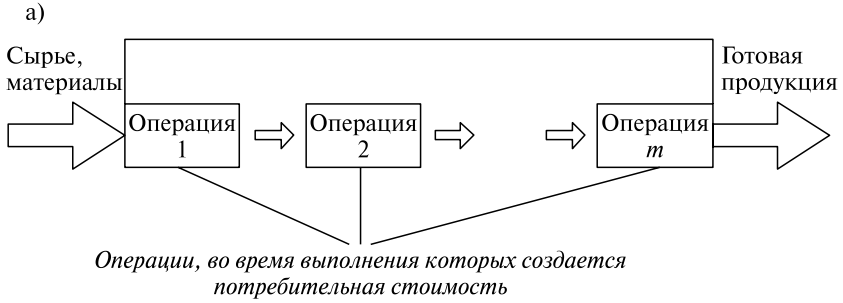 а)
Сырье,
материалы
Готовая
продукция
Операция
1
Операция
2
Операция
m
Операции, во время выполнения которых создается
потребительная стоимость